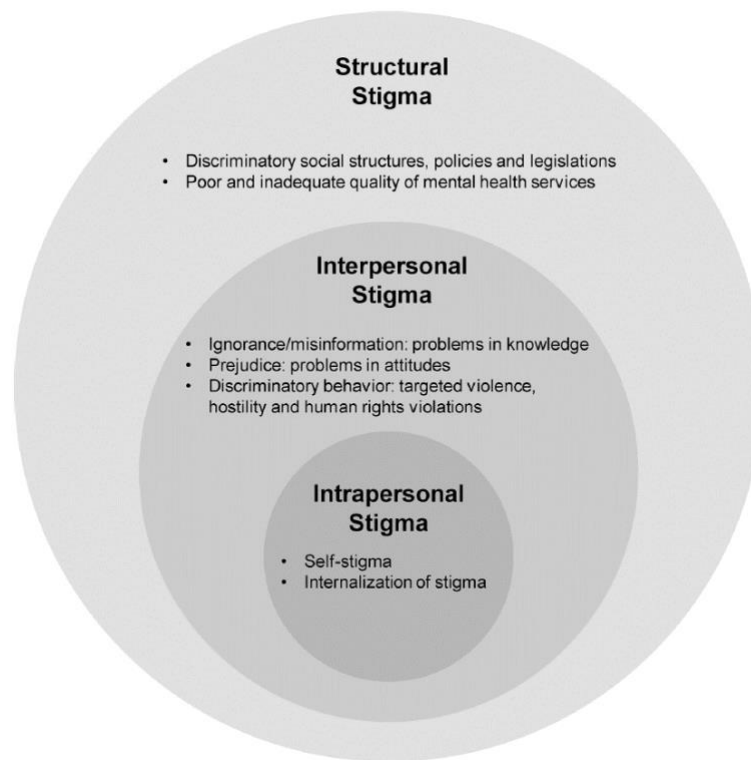 Structural
Stigma
• Discriminatory social structures, policies and legislations
• Poor and inadequate quality of mental health services
Interpersonal
Stigma
• Ignorance/misinformation: problems in knowledge
• Prejudice: problems in attitudes
• Discriminatory behavior: targeted violence,
hostility and human rights violations
Intrapersonal
Stigma
• Self-stigma
• Internalization of stigma